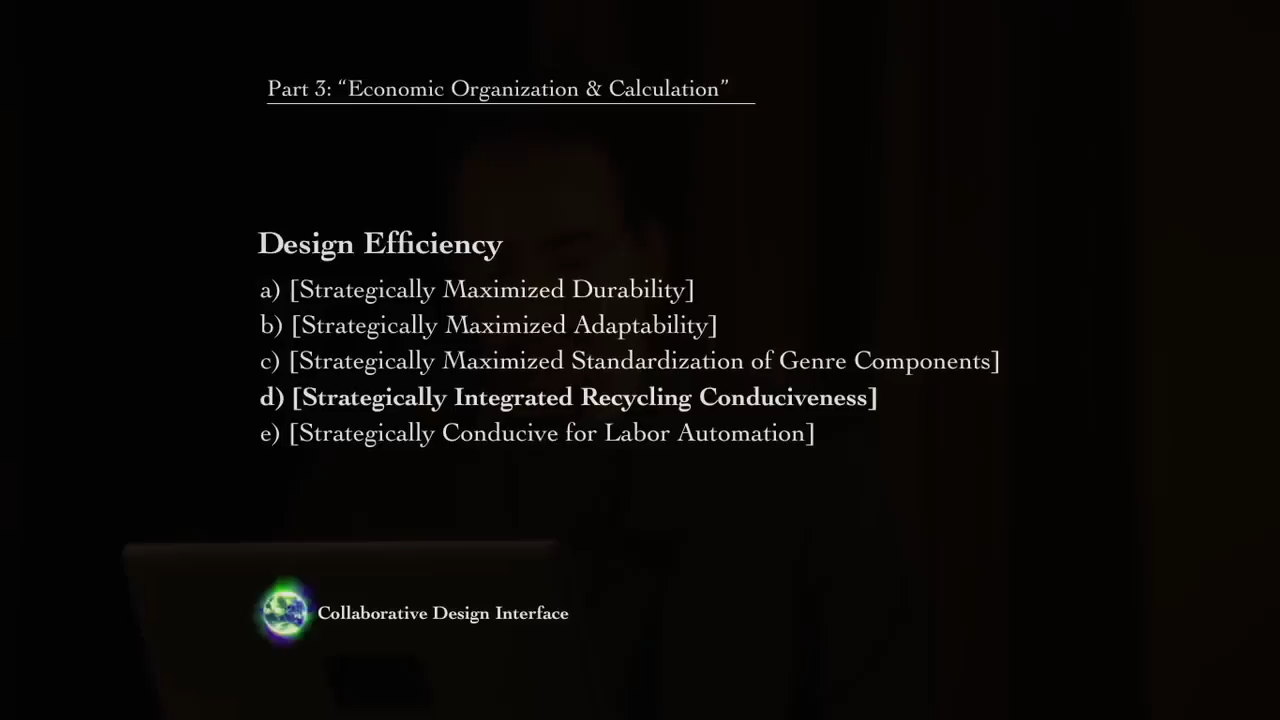 Part 3: “Economic Organization & Calculation”
Design Efficiency
a) [Strategically Maximized Durability]
b) [Strategically Maximized Adaptability]
c) [Strategically Maximized Standardization of Genre Components]
d) [Strategically Integrated Recycling Conduciveness]
e) [Strategically Conducive for Labor Automation]
Collaborative Design Interface